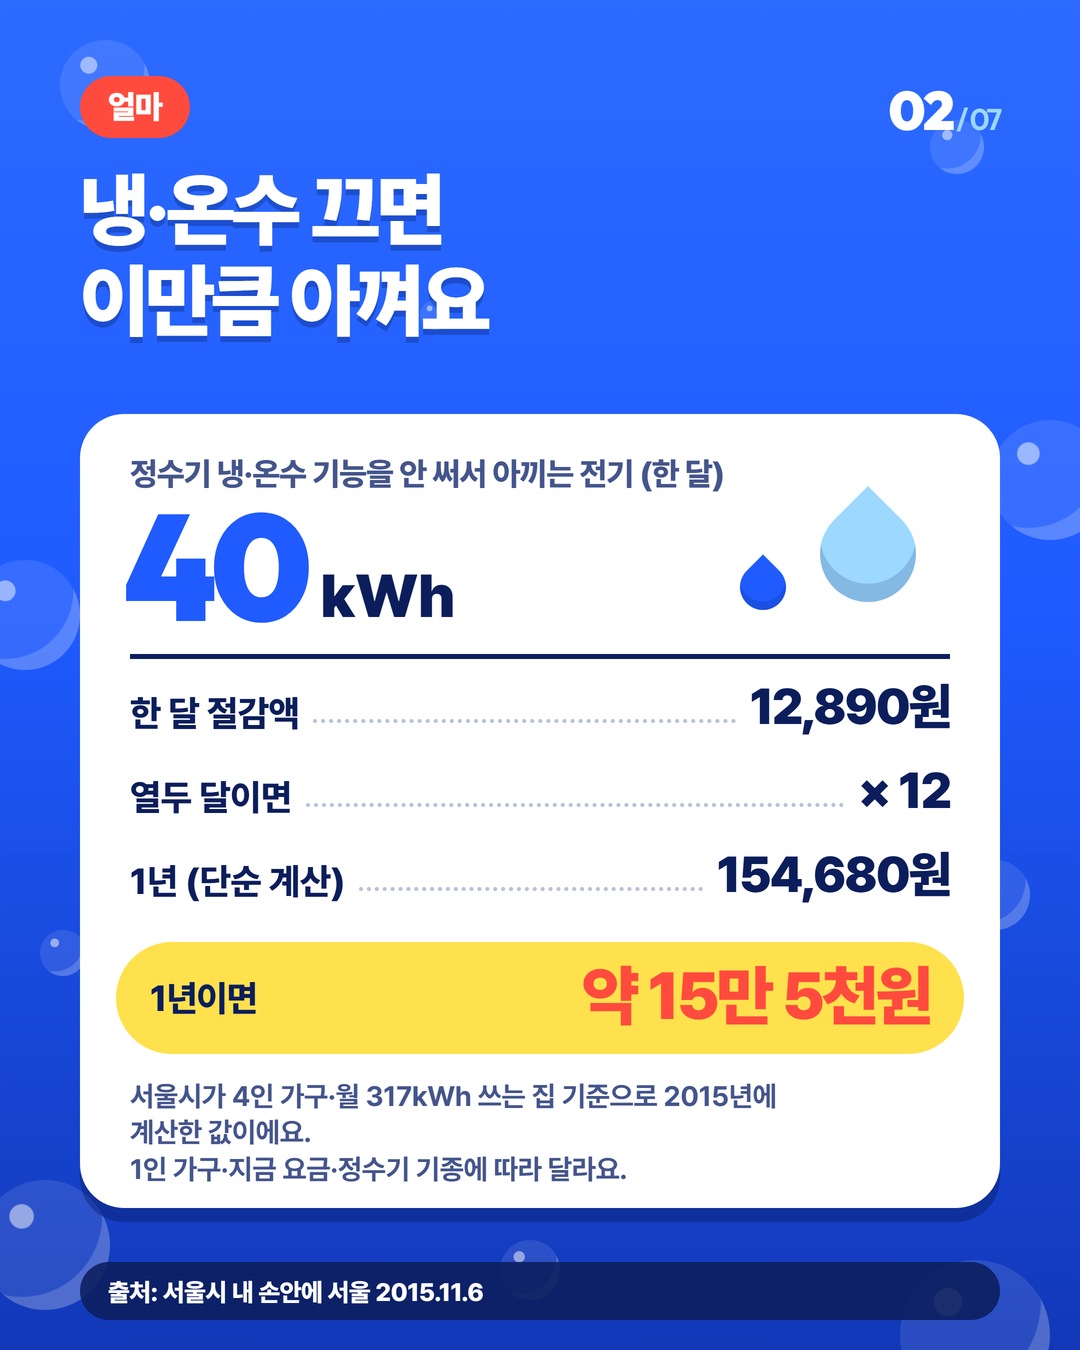 얼마
02/07
냉·온수 끄면
이만큼 아껴요
정수기 냉·온수 기능을 안 써서 아끼는 전기 (한 달)
40 kWh
한 달 절감액 12,890원
열두 달이면 × 12
1년 (단순 계산) 154,680원
1년이면 약 15만 5천원
서울시가 4인 가구·월 317kWh 쓰는 집 기준으로 2015년에
계산한 값이에요.
1인 가구·지금 요금·정수기 기종에 따라 달라요.
출처: 서울시 내 손안에 서울 2015.11.6